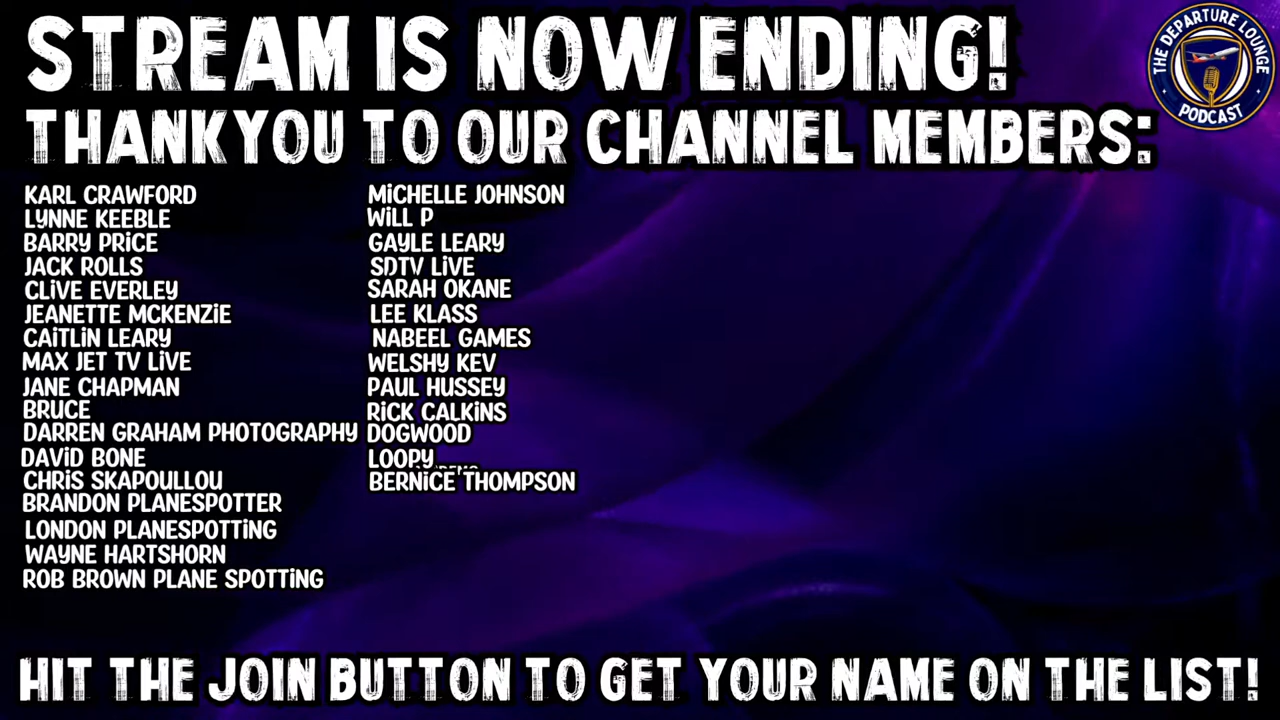 STREAM IS NOW ENDING!
THE DEPARTURE LOUNGE
PODCAST
THANKYOU TO OUR CHANNEL MEMBERS:
KARL CRAWFORD
LYNNE KEEBLE
BARRY PRICE
JACK ROLLS
CLIVE EVERLEY
JEANETTE MCKENZIE
CAITLIN LEARY
MAX JET TV LIVE
JANE CHAPMAN
BRUCE
DARREN GRAHAM PHOTOGRAPHY
DAVID BONE
CHRIS SKAPOULLOU
BRANDON PLANESPOTTER
LONDON PLANESPOTTING
WAYNE HARTSHORN
ROB BROWN PLANE SPOTTING
MICHELLE JOHNSON
WILL P
GAYLE LEARY
SDTV LIVE
SARAH OKANE
LEE KLASS
NABEEL GAMES
WELSHY KEV
PAUL HUSSEY
RICK CALKINS
DOGWOOD
LOOPY
BERNICE THOMPSON
HIT THE JOIN BUTTON TO GET YOUR NAME ON THE LIST!